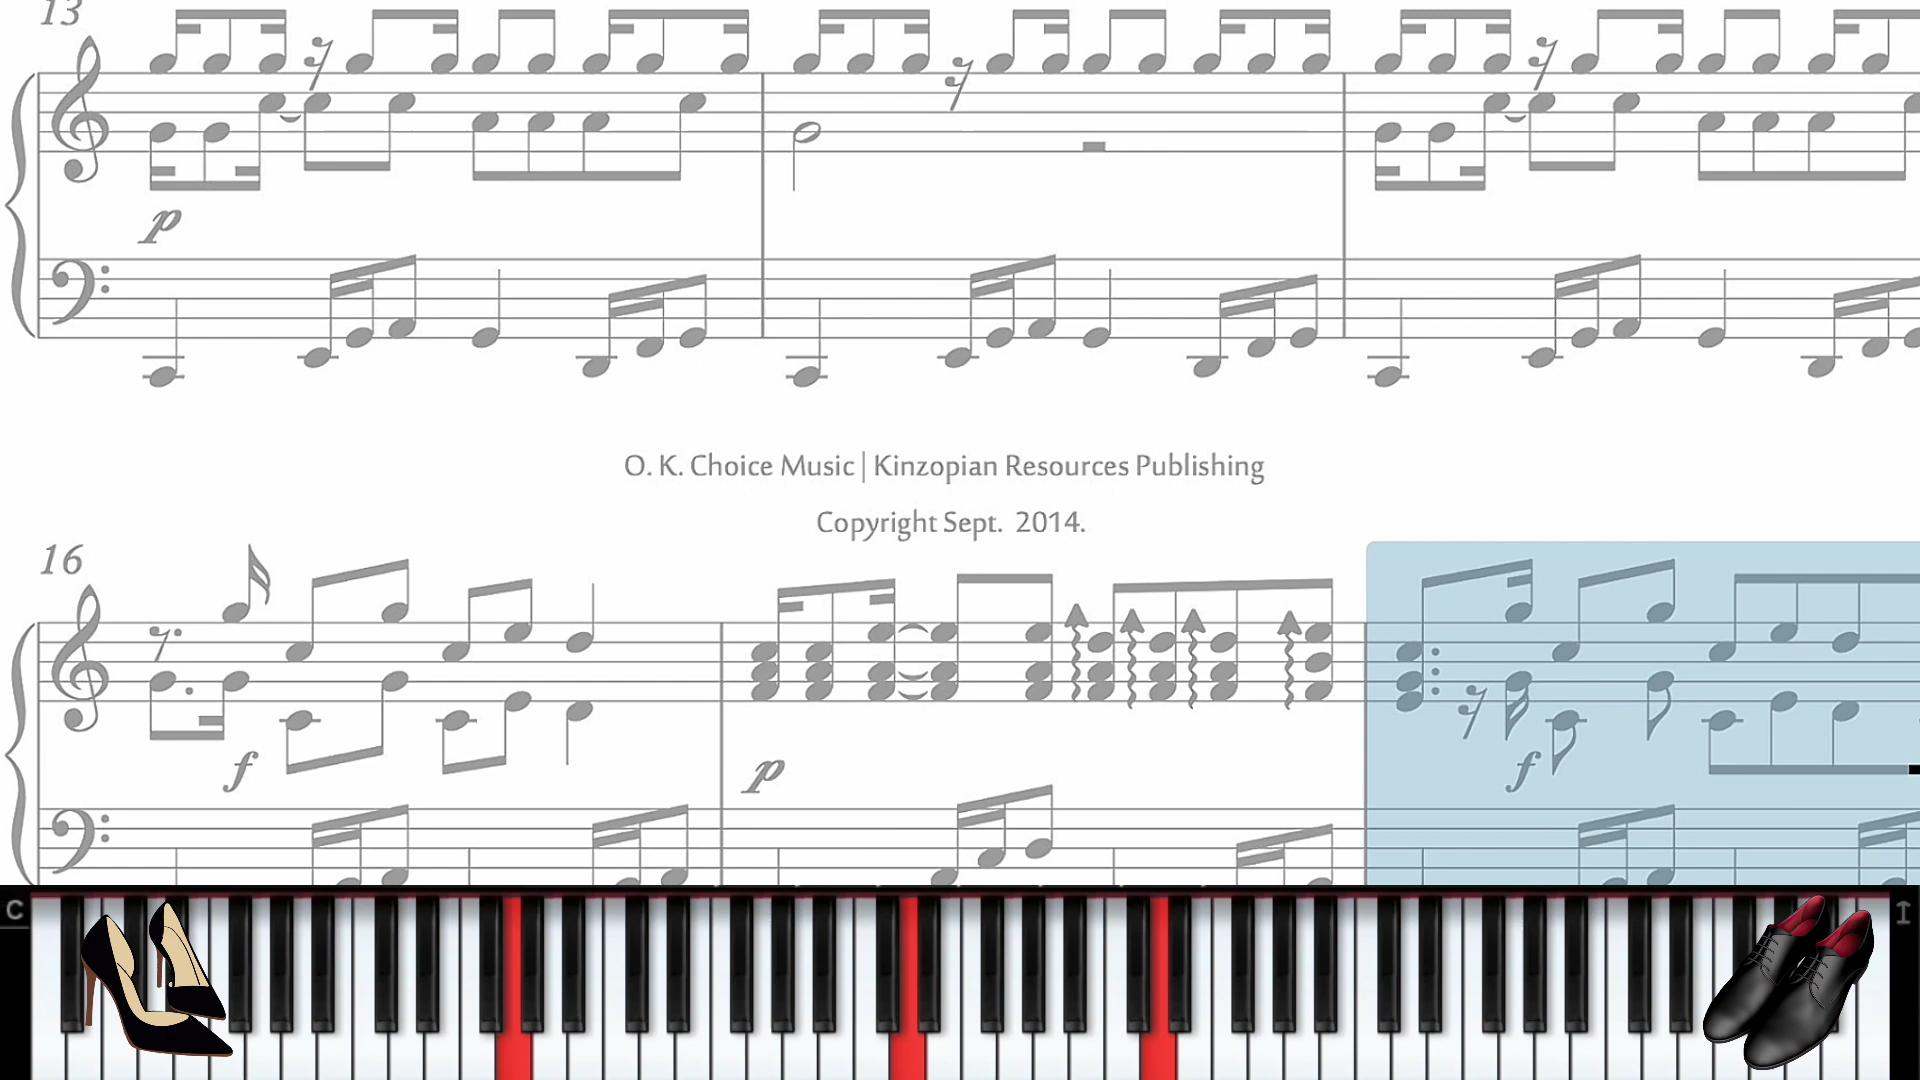 13
p
O. K. Choice Music | Kinzopian Resources Publishing
Copyright Sept. 2014.
16
f
p
f
C